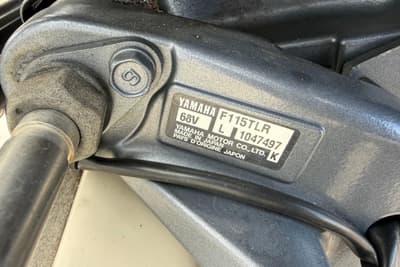 YAMAHA F115TLR
68V L 1047497
YAMAHA MOTOR CO.,LTD. K
MADE IN JAPAN
PAYS D'ORIGINE JAPON